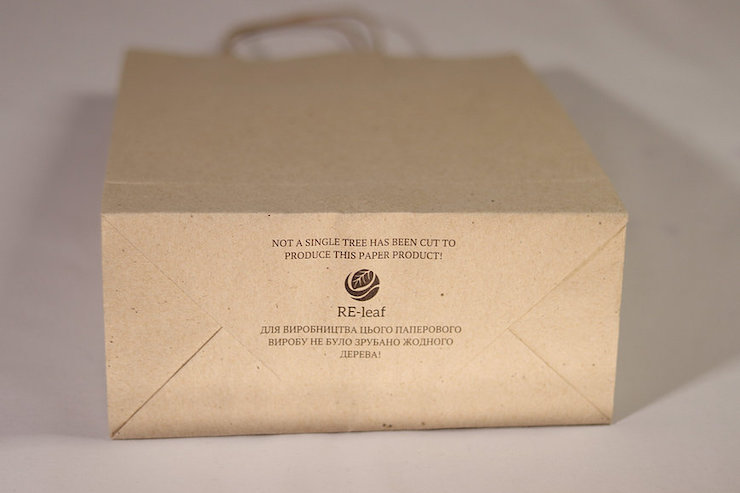 NOT A SINGLE TREE HAS BEEN CUT TO
PRODUCE THIS PAPER PRODUCT!
RE-leaf
ДЛЯ ВИРОБНИЦТВА ЦЬОГО ПАПЕРОВОГО
ВИРОБУ НЕ БУЛО ЗРУБАНО ЖОДНОГО
ДЕРЕВА!